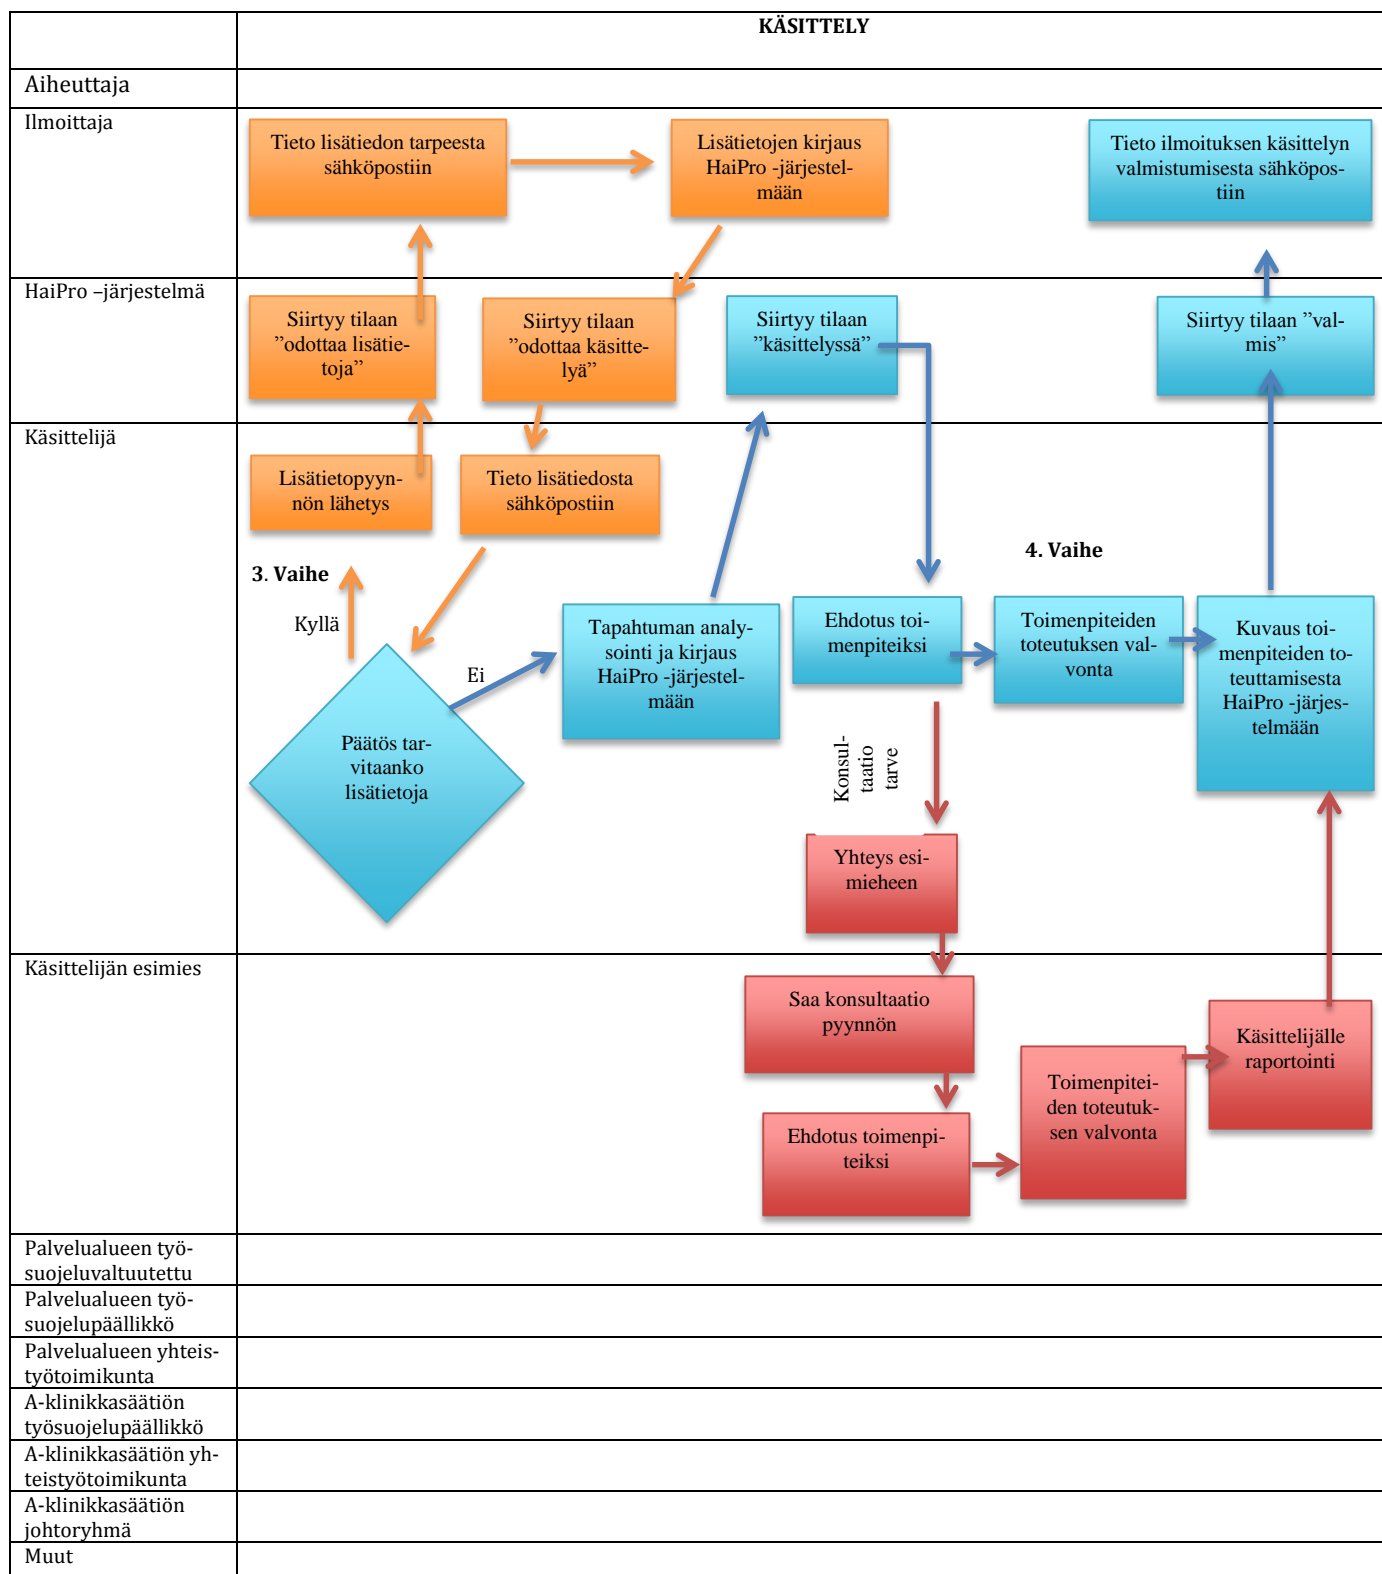 KÄSITTELY
Aiheuttaja
Ilmoittaja
Tieto lisätiedon tarpeesta
sähköpostiin
Lisätietojen kirjaus
HaiPro -järjestel-
mään
Tieto ilmoituksen käsittelyn
valmistumisesta sähköpos-
tiin
HaiPro –järjestelmä
Siirtyy tilaan
”odottaa lisätie-
toja”
Siirtyy tilaan
”odottaa käsitte-
lyä”
Siirtyy tilaan
”käsittelyssä”
Siirtyy tilaan ”val-
mis”
Käsittelijä
Lisätietopyyn-
nön lähetys
Tieto lisätiedosta
sähköpostiin
3. Vaihe
4. Vaihe
Kyllä
Ei
Päätös tar-
vitaanko
lisätietoja
Tapahtuman analy-
sointi ja kirjaus
HaiPro -järjestel-
mään
Ehdotus toi-
menpiteiksi
Toimenpiteiden
toteutuksen val-
vonta
Kuvaus toi-
menpiteiden to-
teuttamisesta
HaiPro -järjes-
telmään
Konsul-
taatio
tarve
Yhteys esi-
mieheen
Käsittelijän esimies
Saa konsultaatio
pyynnön
Ehdotus toimenpi-
teiksi
Toimenpitei-
den toteutuk-
sen valvonta
Käsittelijälle
raportointi
Palvelualueen työ-
suojeluvaltuutettu
Palvelualueen työ-
suojelupäällikkö
Palvelualueen yhteis-
työtoimikunta
A-klinikkasäätiön
työsuojelupäällikkö
A-klinikkasäätiön yh-
teistyötoimikunta
A-klinikkasäätiön
johtoryhmä
Muut